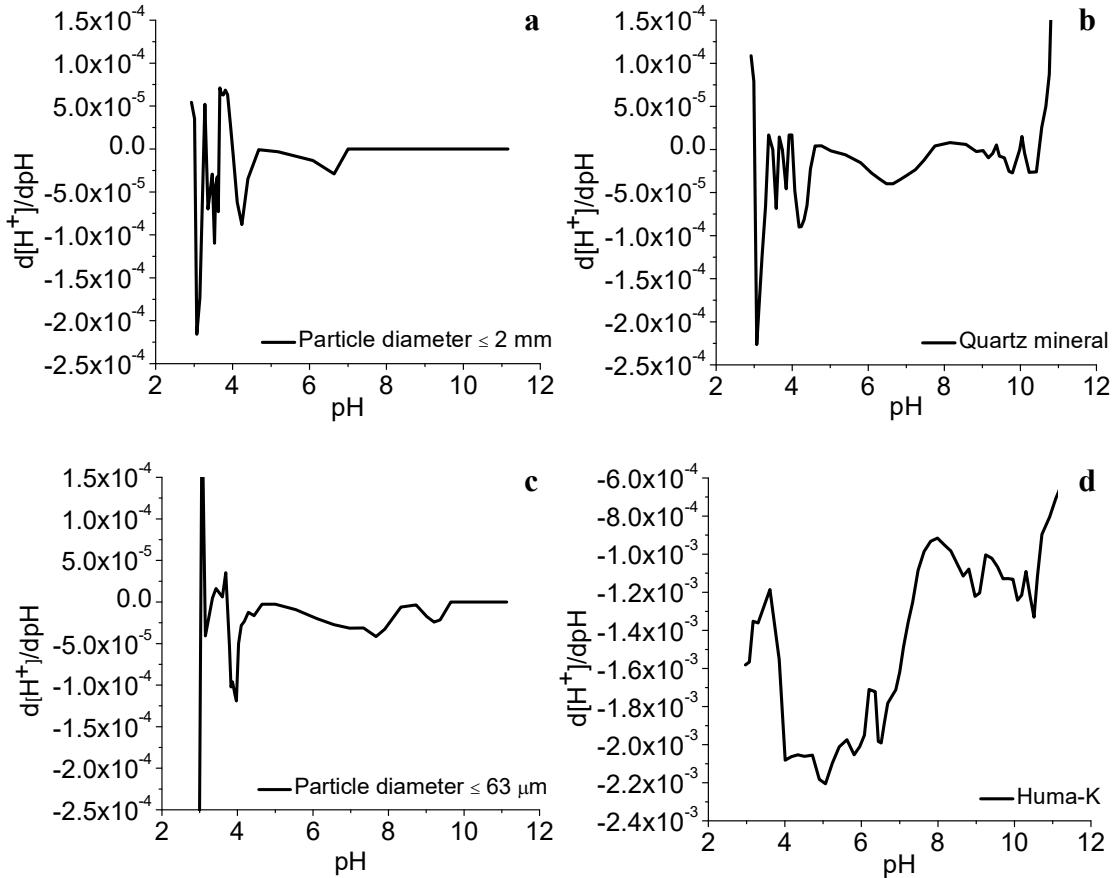 a
1.5x10⁻⁴
1.0x10⁻⁴
5.0x10⁻⁵
0.0
-5.0x10⁻⁵
-1.0x10⁻⁴
-1.5x10⁻⁴
-2.0x10⁻⁴
-2.5x10⁻⁴
d[H⁺]/dpH
Particle diameter ≤ 2 mm
2 4 6 8 10 12
pH
b
1.5x10⁻⁴
1.0x10⁻⁴
5.0x10⁻⁵
0.0
-5.0x10⁻⁵
-1.0x10⁻⁴
-1.5x10⁻⁴
-2.0x10⁻⁴
-2.5x10⁻⁴
d[H⁺]/dpH
Quartz mineral
2 4 6 8 10 12
pH
c
1.5x10⁻⁴
1.0x10⁻⁴
5.0x10⁻⁵
0.0
-5.0x10⁻⁵
-1.0x10⁻⁴
-1.5x10⁻⁴
-2.0x10⁻⁴
-2.5x10⁻⁴
d[H⁺]/dpH
Particle diameter ≤ 63 μm
2 4 6 8 10 12
pH
d
-6.0x10⁻⁴
-8.0x10⁻⁴
-1.0x10⁻³
-1.2x10⁻³
-1.4x10⁻³
-1.6x10⁻³
-1.8x10⁻³
-2.0x10⁻³
-2.2x10⁻³
-2.4x10⁻³
d[H⁺]/dpH
Huma-K
2 4 6 8 10 12
pH